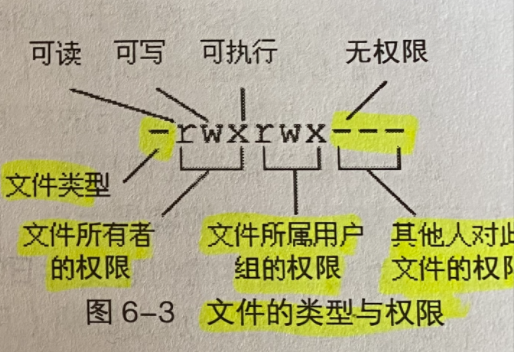 可读 可写 可执行 无权限
-rwxrwx---
文件类型
文件所有者 文件所属用户 其他人对此
的权限 组的权限 文件的权限
图 6-3 文件的类型与权限